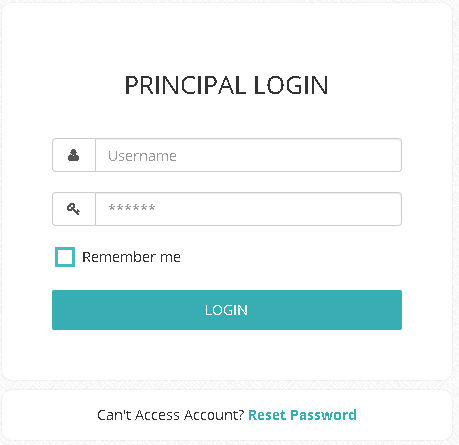 PRINCIPAL LOGIN
Username
******
Remember me
LOGIN
Can't Access Account? Reset Password